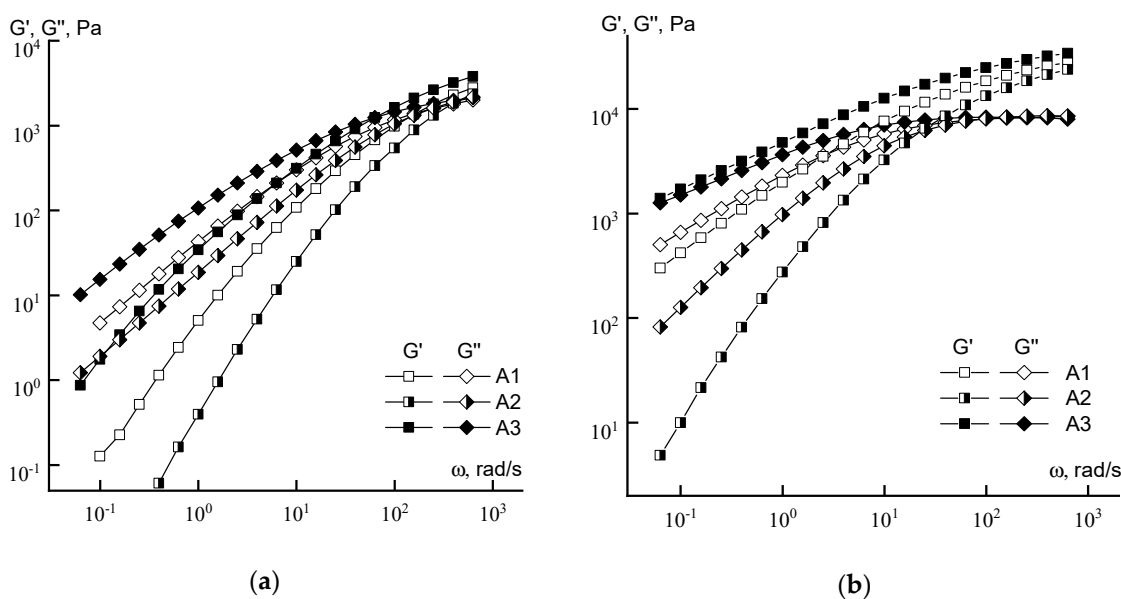 G', G'', Pa
10⁴
10³
10²
10¹
10⁰
10⁻¹
G' G''
A1
A2
A3
ω, rad/s
10⁻¹ 10⁰ 10¹ 10² 10³
(a)
G', G'', Pa
10⁴
10³
10²
10¹
G' G''
A1
A2
A3
ω, rad/s
10⁻¹ 10⁰ 10¹ 10² 10³
(b)